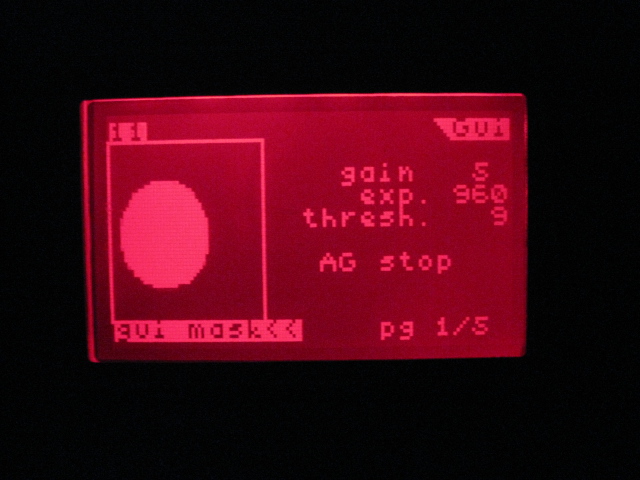 11 GUi
gain 5
exp. 960
thresh. 9
AG stop
gui mask<< pg 1/5